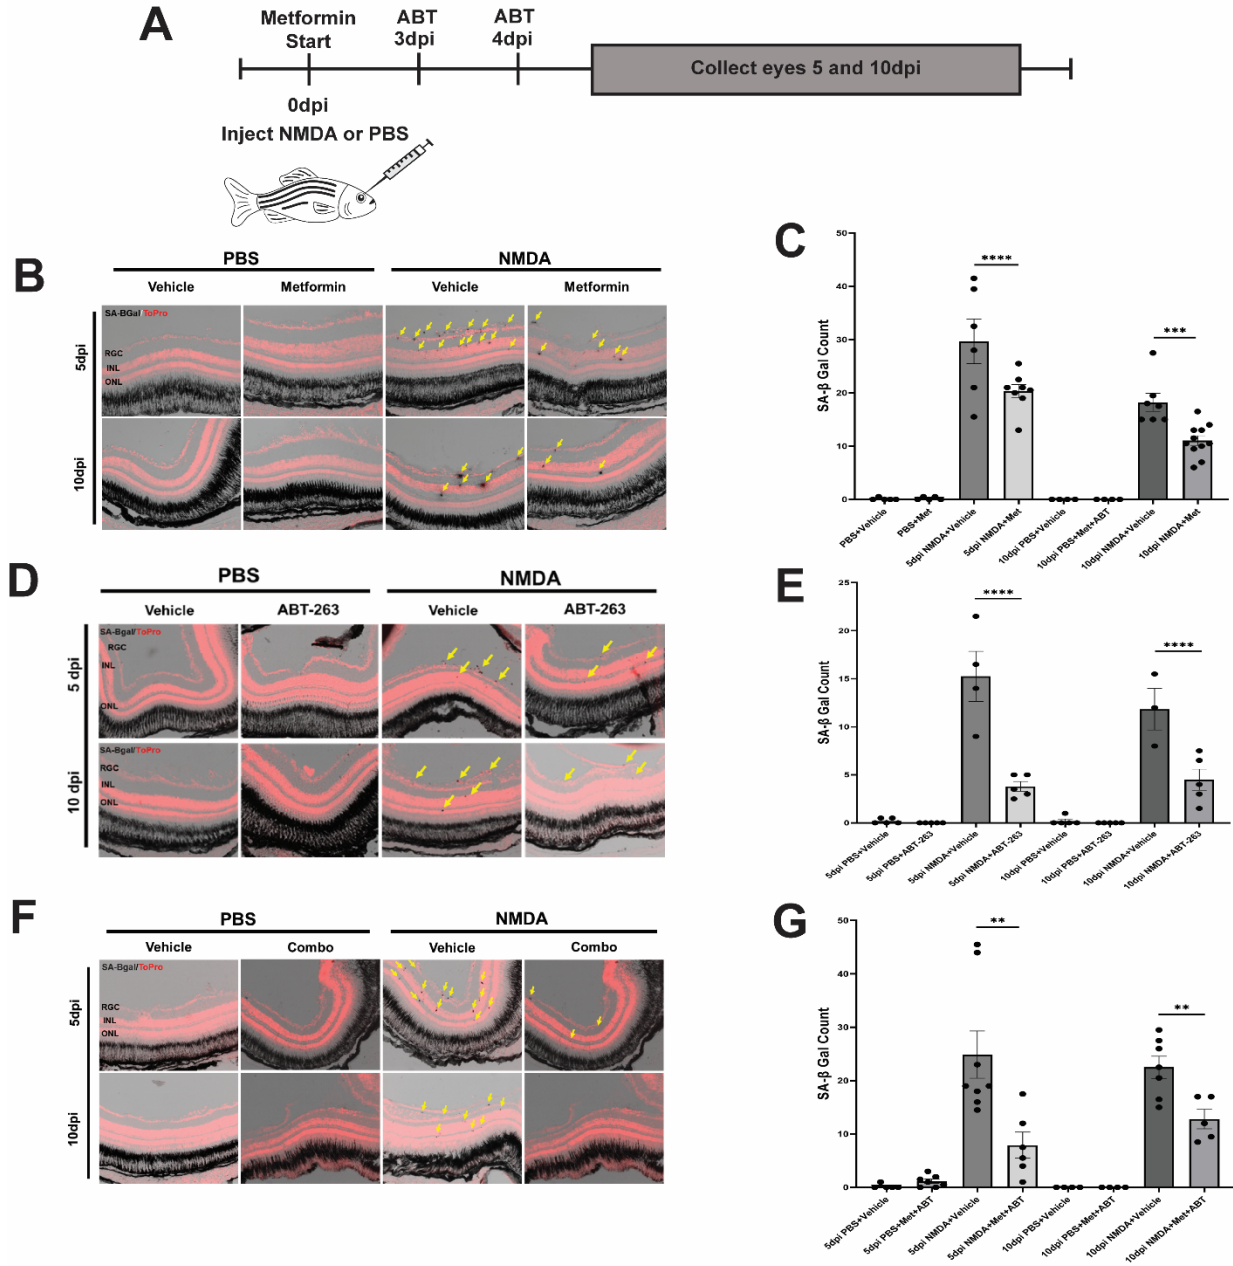 A
Metformin
Start
ABT
3dpi
ABT
4dpi
Collect eyes 5 and 10dpi
0dpi
Inject NMDA or PBS
B
PBS
NMDA
Vehicle
Metformin
Vehicle
Metformin
SA-BGal/ToPro
RGC
INL
ONL
5dpi
10dpi
C
SA-β Gal Count
50
40
30
20
10
0
****
***
PBS+Vehicle
PBS+Met
5dpi NMDA+Vehicle
5dpi NMDA+Met
10dpi PBS+Vehicle
10dpi PBS+Met+ABT
10dpi NMDA+Vehicle
10dpi NMDA+Met
D
PBS
NMDA
Vehicle
ABT-263
Vehicle
ABT-263
SA-Bgal/ToPro
RGC
INL
ONL
5 dpi
SA-Bgal/ToPro
RGC
INL
ONL
10 dpi
E
SA-β Gal Count
25
20
15
10
5
0
****
****
5dpi PBS+Vehicle
5dpi PBS+ABT-263
5dpi NMDA+Vehicle
5dpi NMDA+ABT-263
10dpi PBS+Vehicle
10dpi PBS+ABT-263
10dpi NMDA+Vehicle
10dpi NMDA+ABT-263
F
PBS
NMDA
Vehicle
Combo
Vehicle
Combo
SA-Bgal/ToPro
RGC
INL
ONL
5dpi
10dpi
G
SA-β Gal Count
50
40
30
20
10
0
**
**
5dpi PBS+Vehicle
5dpi PBS+Met+ABT
5dpi NMDA+Vehicle
5dpi NMDA+Met+ABT
10dpi PBS+Vehicle
10dpi PBS+Met+ABT
10dpi NMDA+Vehicle
10dpi NMDA+Met+ABT